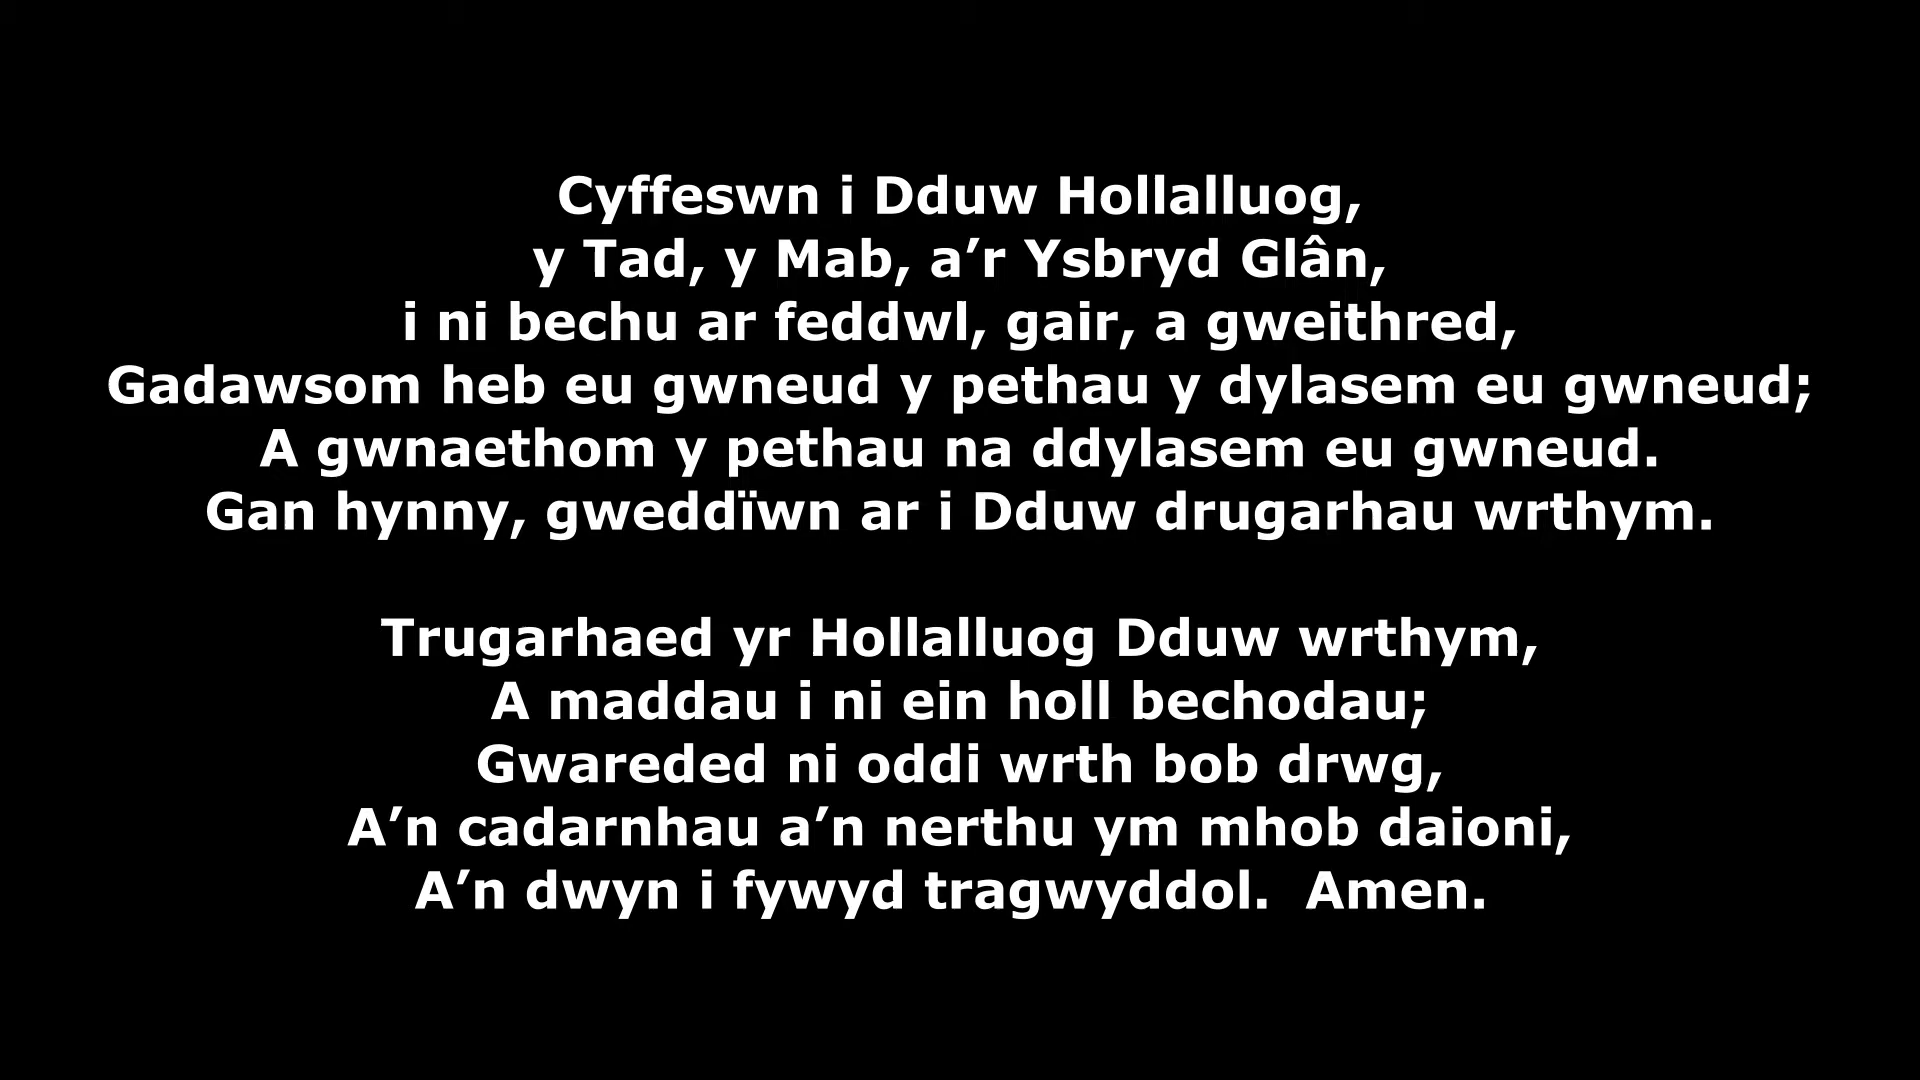 Cyffeswn i Dduw Hollalluog,
y Tad, y Mab, a’r Ysbryd Glân,
i ni bechu ar feddwl, gair, a gweithred,
Gadawsom heb eu gwneud y pethau y dylasem eu gwneud;
A gwnaethom y pethau na ddylasem eu gwneud.
Gan hynny, gweddïwn ar i Dduw drugarhau wrthym.
Trugarhaed yr Hollalluog Dduw wrthym,
A maddau i ni ein holl bechodau;
Gwareded ni oddi wrth bob drwg,
A’n cadarnhau a’n nerthu ym mhob daioni,
A’n dwyn i fywyd tragwyddol.  Amen.